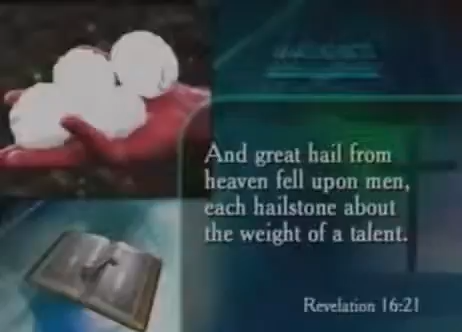 And great hail from
heaven fell upon men,
each hailstone about
the weight of a talent.
Revelation 16:21